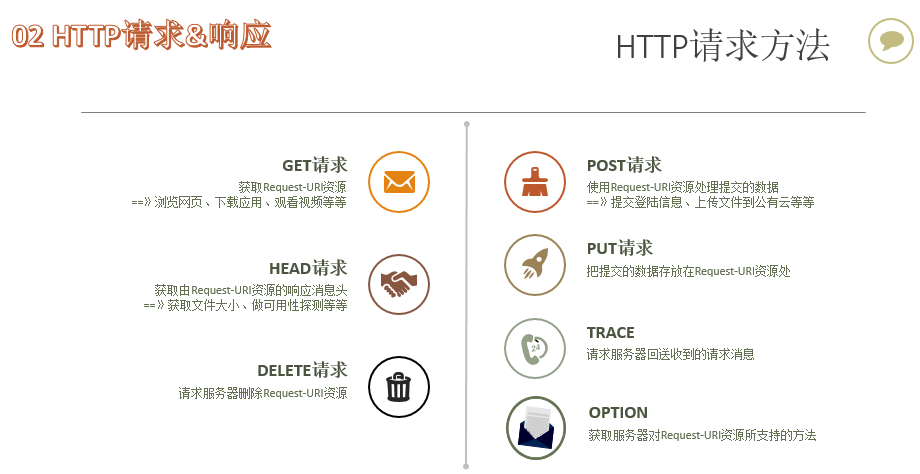 02 HTTP请求&响应
HTTP请求方法
GET请求
获取Request-URI资源
==》浏览网页、下载应用、观看视频等等
HEAD请求
获取由Request-URI资源的响应消息头
==》获取文件大小、做可用性探测等等
DELETE请求
请求服务器删除Request-URI资源
POST请求
使用Request-URI资源处理提交的数据
==》提交登陆信息、上传文件到公有云等等
PUT请求
把提交的数据存放在Request-URI资源处
TRACE
请求服务器回送收到的请求消息
24
OPTION
获取服务器对Request-URI资源所支持的方法